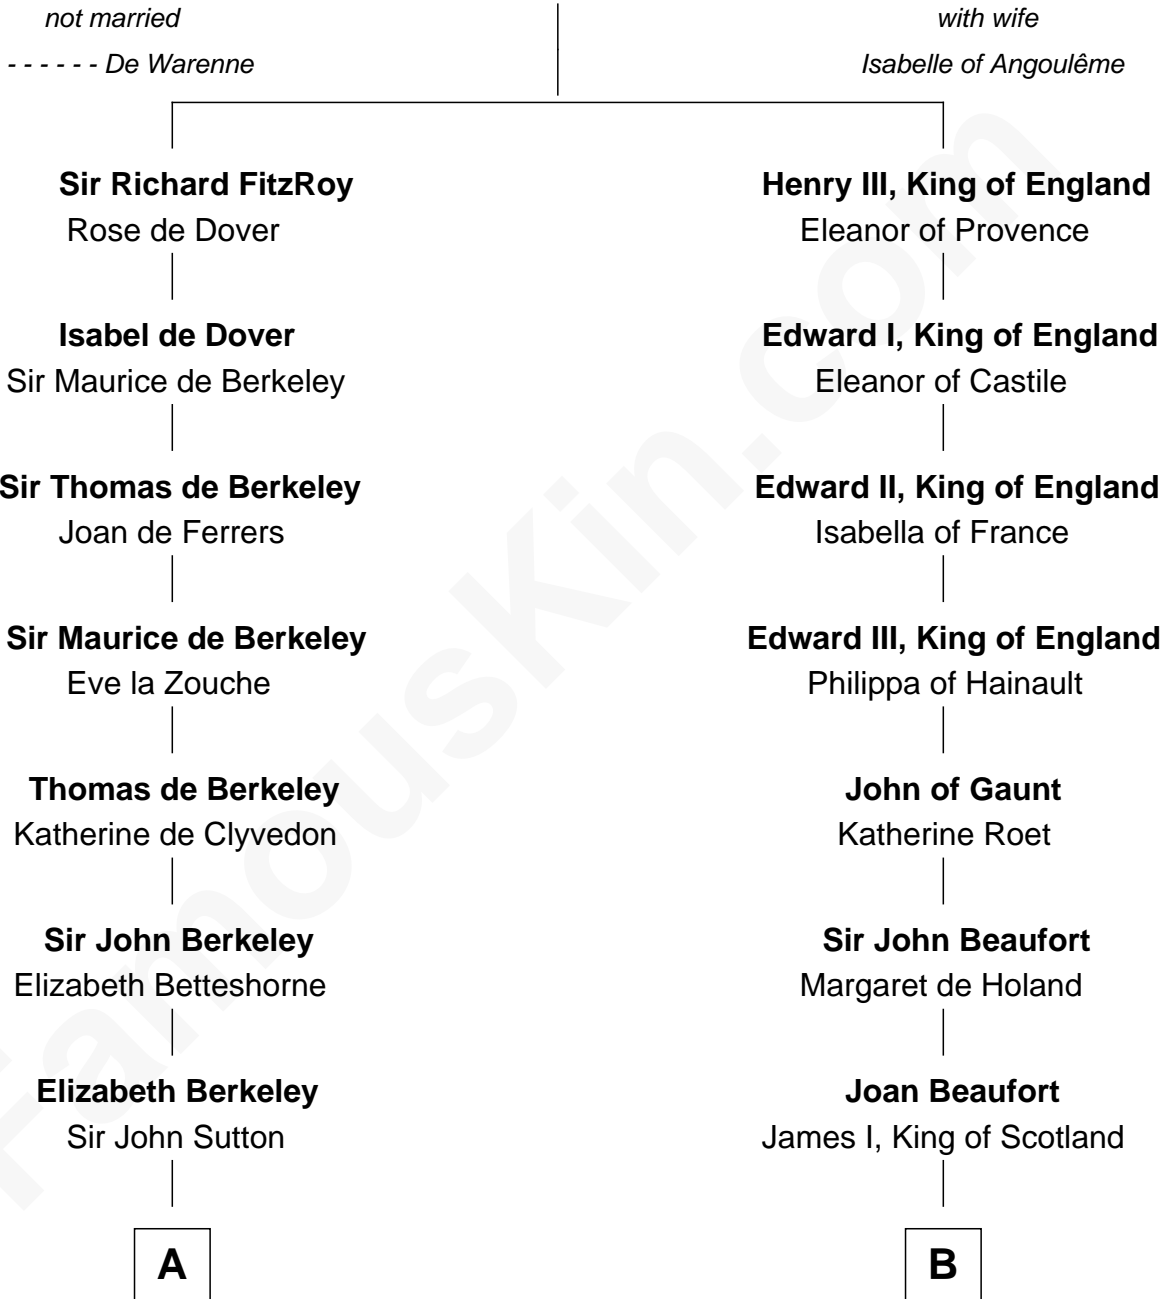 not married
- - - - - - De Warenne
with wife
Isabelle of Angoulême
Sir Richard FitzRoy
Rose de Dover
Henry III, King of England
Eleanor of Provence
Isabel de Dover
Sir Maurice de Berkeley
Edward I, King of England
Eleanor of Castile
Sir Thomas de Berkeley
Joan de Ferrers
Edward II, King of England
Isabella of France
Sir Maurice de Berkeley
Eve la Zouche
Edward III, King of England
Philippa of Hainault
Thomas de Berkeley
Katherine de Clyvedon
John of Gaunt
Katherine Roet
Sir John Berkeley
Elizabeth Betteshorne
Sir John Beaufort
Margaret de Holand
Elizabeth Berkeley
Sir John Sutton
Joan Beaufort
James I, King of Scotland
A
B
FamousKin.com